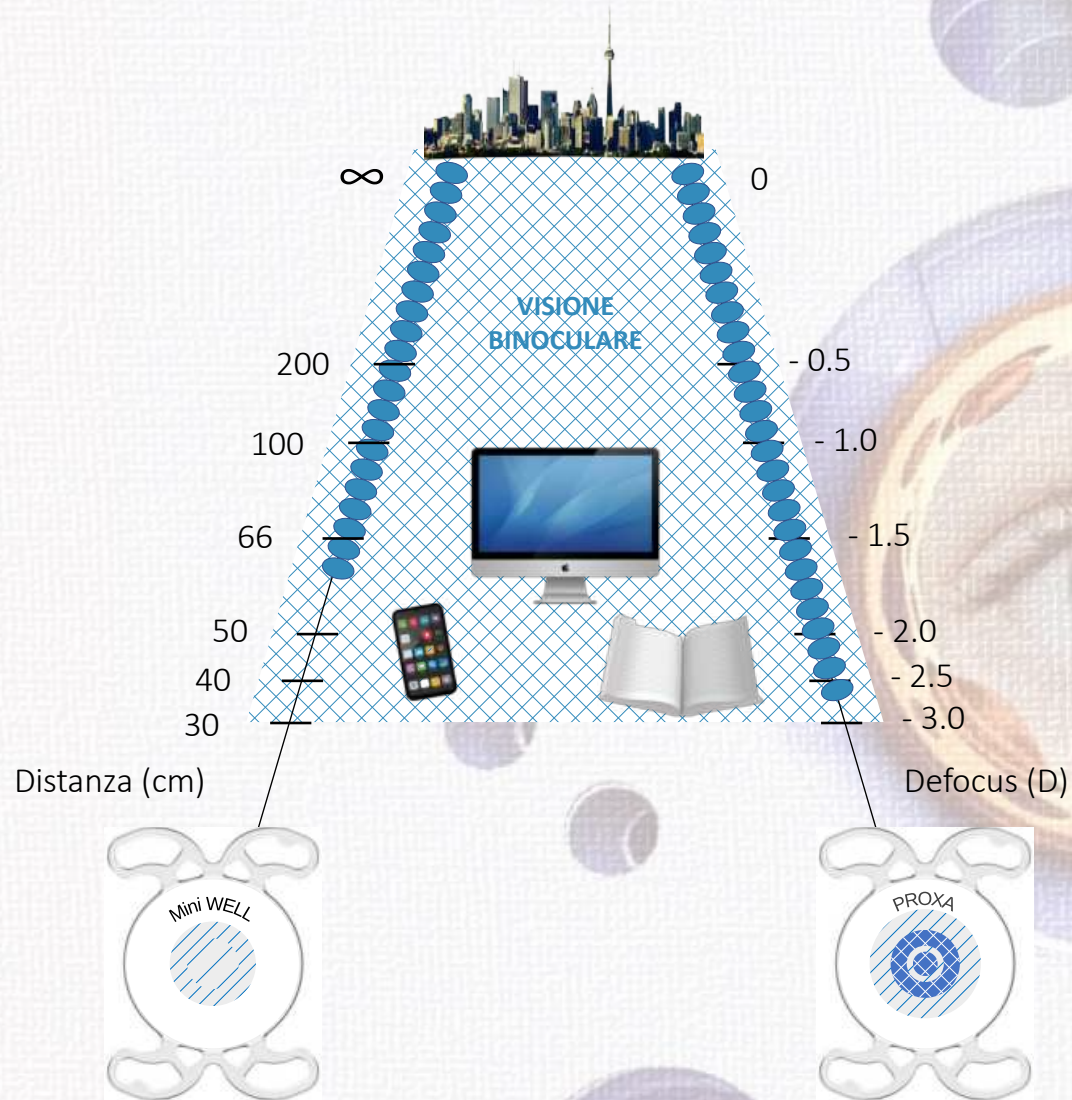 ∞
0
VISIONE
BINOCULARE
200
- 0.5
100
- 1.0
66
- 1.5
50
- 2.0
40
- 2.5
30
- 3.0
Distanza (cm)
Defocus (D)
Mini WELL
PROXA